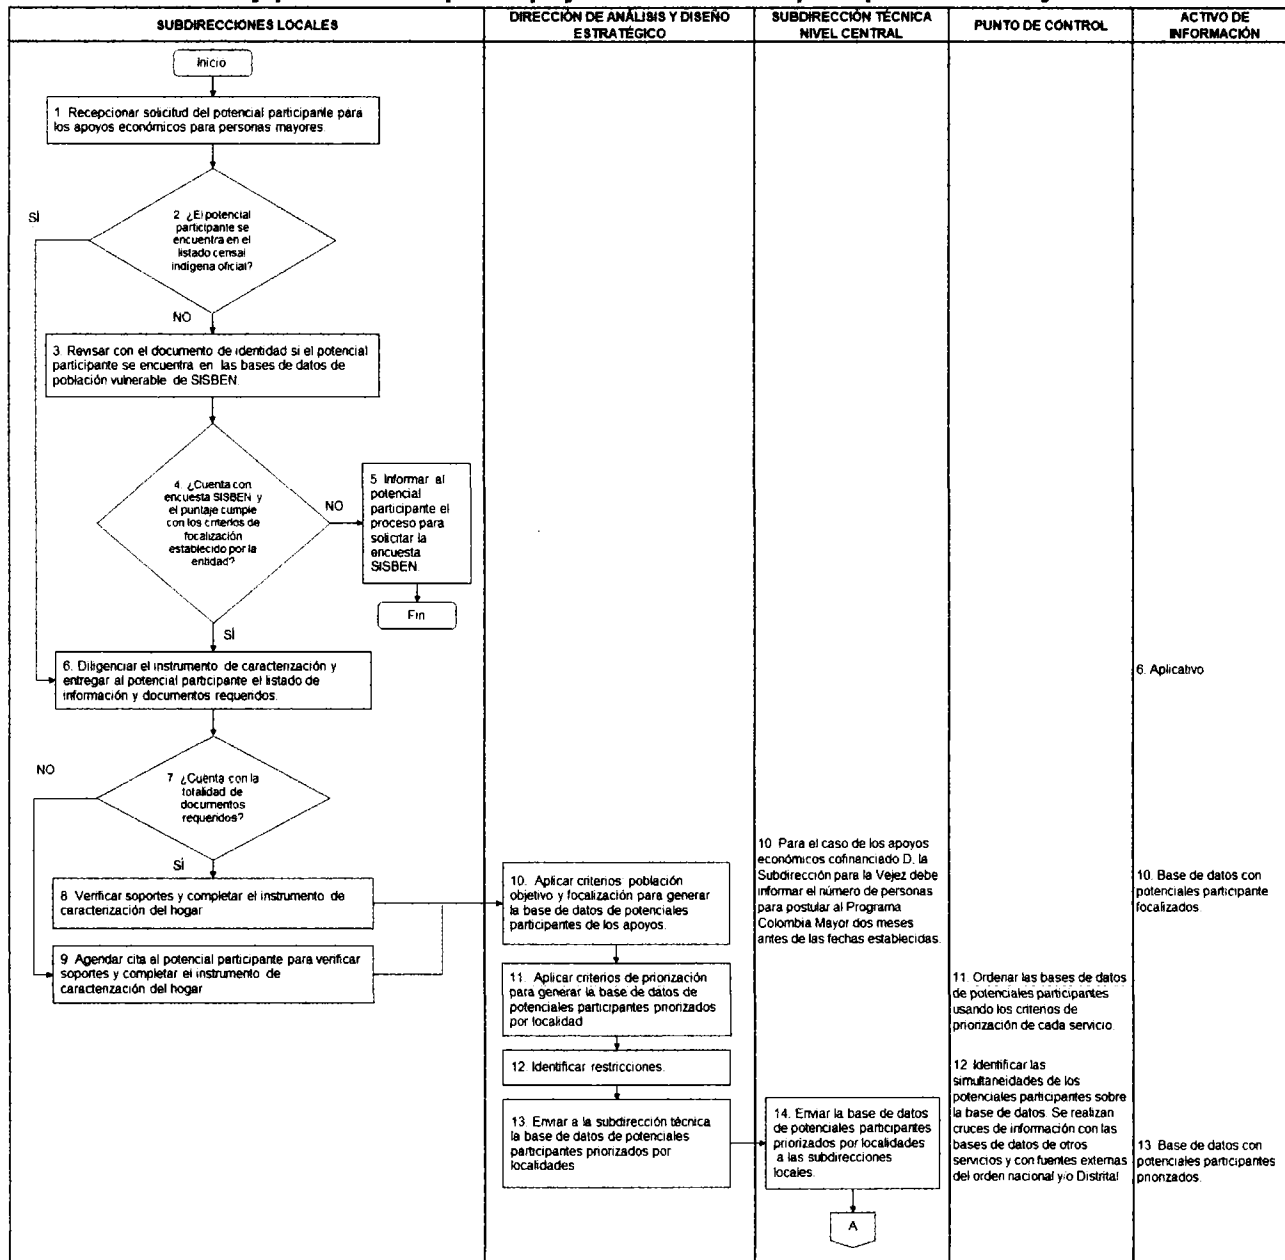 SUBDIRECCIONES LOCALES
DIRECCIÓN DE ANÁLISIS Y DISEÑO
ESTRATÉGICO
SUBDIRECCIÓN TÉCNICA
NIVEL CENTRAL
PUNTO DE CONTROL
ACTIVO DE
INFORMACIÓN
Inicio
1 Recepcionar solicitud del potencial participante para
los apoyos económicos para personas mayores.
2 ¿El potencial
participante se
encuentra en el
listado censal
indígena oficial?
SÍ
NO
3. Revisar con el documento de identidad si el potencial
participante se encuentra en las bases de datos de
población vulnerable de SISBEN.
4. ¿Cuenta con
encuesta SISBEN y
el puntaje cumple
con los criterios de
focalización
establecido por la
entidad?
NO
5 Informar al
potencial
participante el
proceso para
solicitar la
encuesta
SISBEN.
Fin
SÍ
6. Diligenciar el instrumento de caracterización y
entregar al potencial participante el listado de
información y documentos requeridos.
6. Aplicativo
7 ¿Cuenta con la
totalidad de
documentos
requeridos?
NO
SÍ
8 Verificar soportes y completar el instrumento de
caracterización del hogar
9 Agendar cita al potencial participante para verificar
soportes y completar el instrumento de
caracterización del hogar
10. Aplicar criterios población
objetivo y focalización para generar
la base de datos de potenciales
participantes de los apoyos.
10 Para el caso de los apoyos
económicos cofinanciado D, la
Subdirección para la Vejez debe
informar el número de personas
para postular al Programa
Colombia Mayor dos meses
antes de las fechas establecidas.
10. Base de datos con
potenciales participante
focalizados.
11. Aplicar criterios de priorización
para generar la base de datos de
potenciales participantes priorizados
por localidad
11. Ordenar las bases de datos
de potenciales participantes
usando los criterios de
priorización de cada servicio.
12. Identificar restricciones.
12 Identificar las
simultaneidades de los
potenciales participantes sobre
la base de datos. Se realizan
cruces de información con las
bases de datos de otros
servicios y con fuentes externas
del orden nacional y/o Distrital
13. Enviar a la subdirección técnica
la base de datos de potenciales
participantes priorizados por
localidades
14. Enviar la base de datos
de potenciales participantes
priorizados por localidades
a las subdirecciones
locales.
13 Base de datos con
potenciales participantes
priorizados.
A